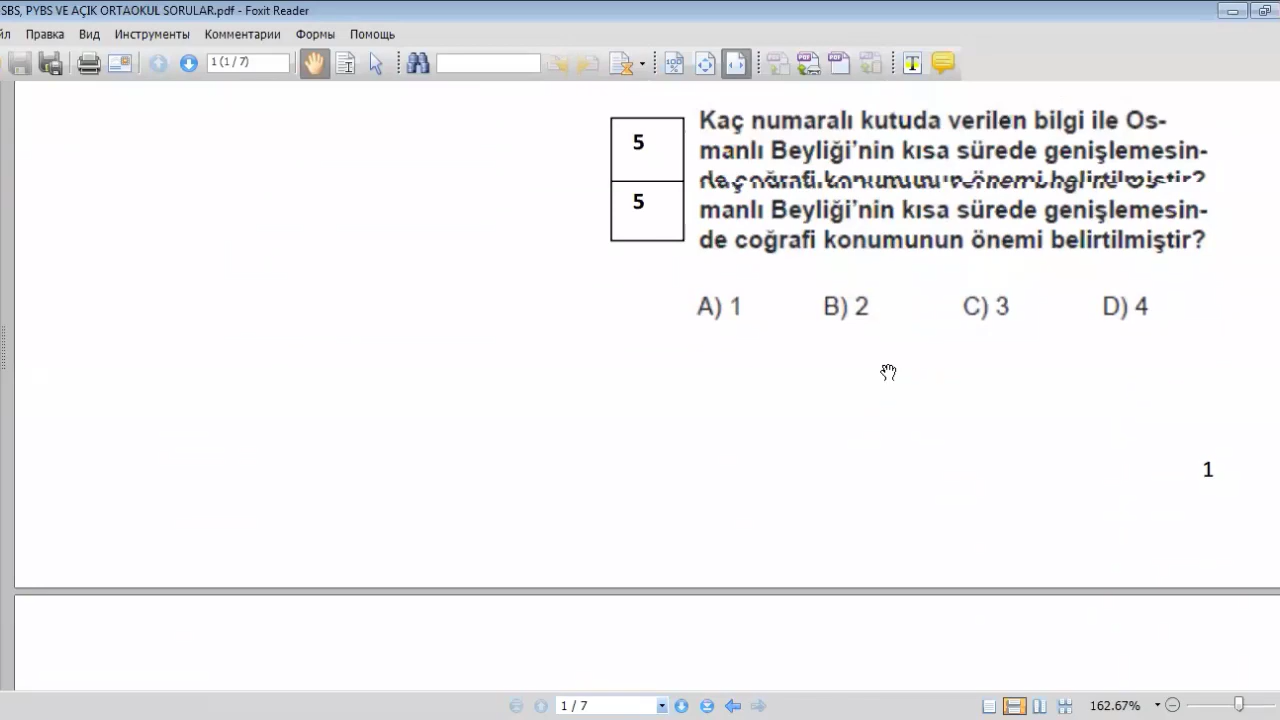 SBS, PYBS VE AÇIK ORTAOKUL SORULAR.pdf - Foxit Reader
йл Правка Вид Инструменты Комментарии Формы Помощь
1 (1 / 7)
5 Kaç numaralı kutuda verilen bilgi ile Os-
manlı Beyliği'nin kısa sürede genişlemesin-
5 manlı Beyliği'nin kısa sürede genişlemesin-
de coğrafi konumunun önemi belirtilmiştir?
A) 1 B) 2 C) 3 D) 4
1
1 / 7 162.67%